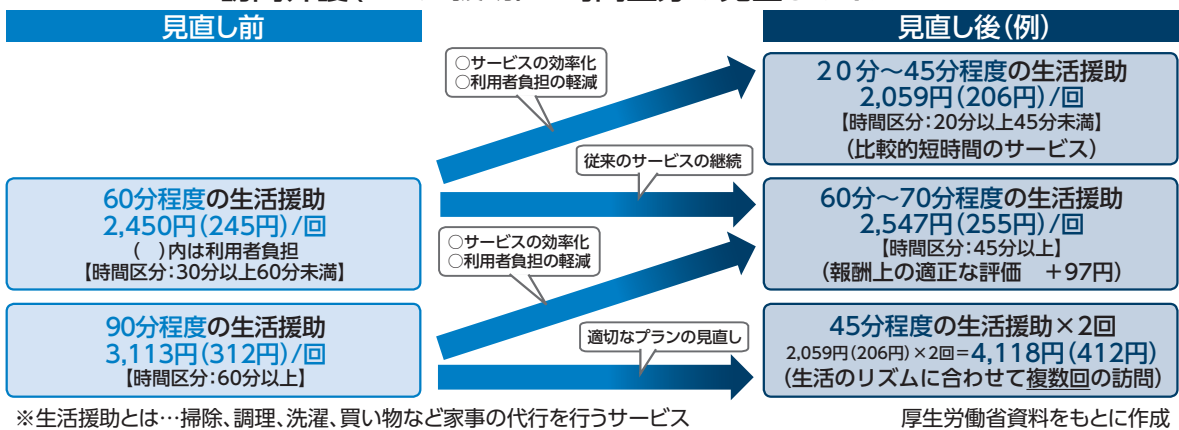 見直し前
見直し後(例)
○サービスの効率化
○利用者負担の軽減
20分~45分程度の生活援助
2,059円(206円)/回
【時間区分:20分以上45分未満】
(比較的短時間のサービス)
従来のサービスの継続
60分程度の生活援助
2,450円(245円)/回
( )内は利用者負担
【時間区分:30分以上60分未満】
60分~70分程度の生活援助
2,547円(255円)/回
【時間区分:45分以上】
(報酬上の適正な評価 +97円)
○サービスの効率化
○利用者負担の軽減
90分程度の生活援助
3,113円(312円)/回
【時間区分:60分以上】
適切なプランの見直し
45分程度の生活援助×2回
2,059円(206円)×2回=4,118円(412円)
(生活のリズムに合わせて複数回の訪問)
※生活援助とは…掃除、調理、洗濯、買い物など家事の代行を行うサービス
厚生労働省資料をもとに作成